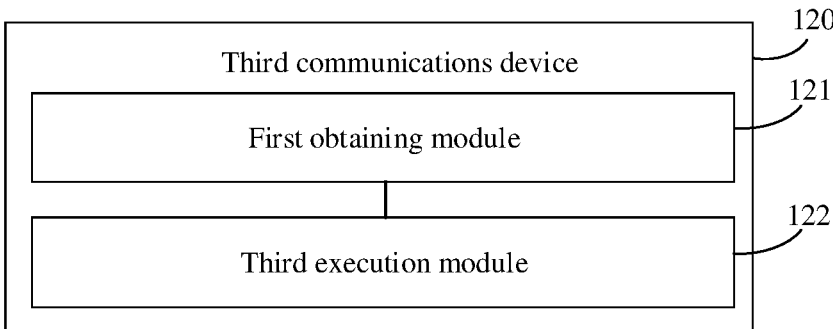 120
Third communications device
121
First obtaining module
122
Third execution module